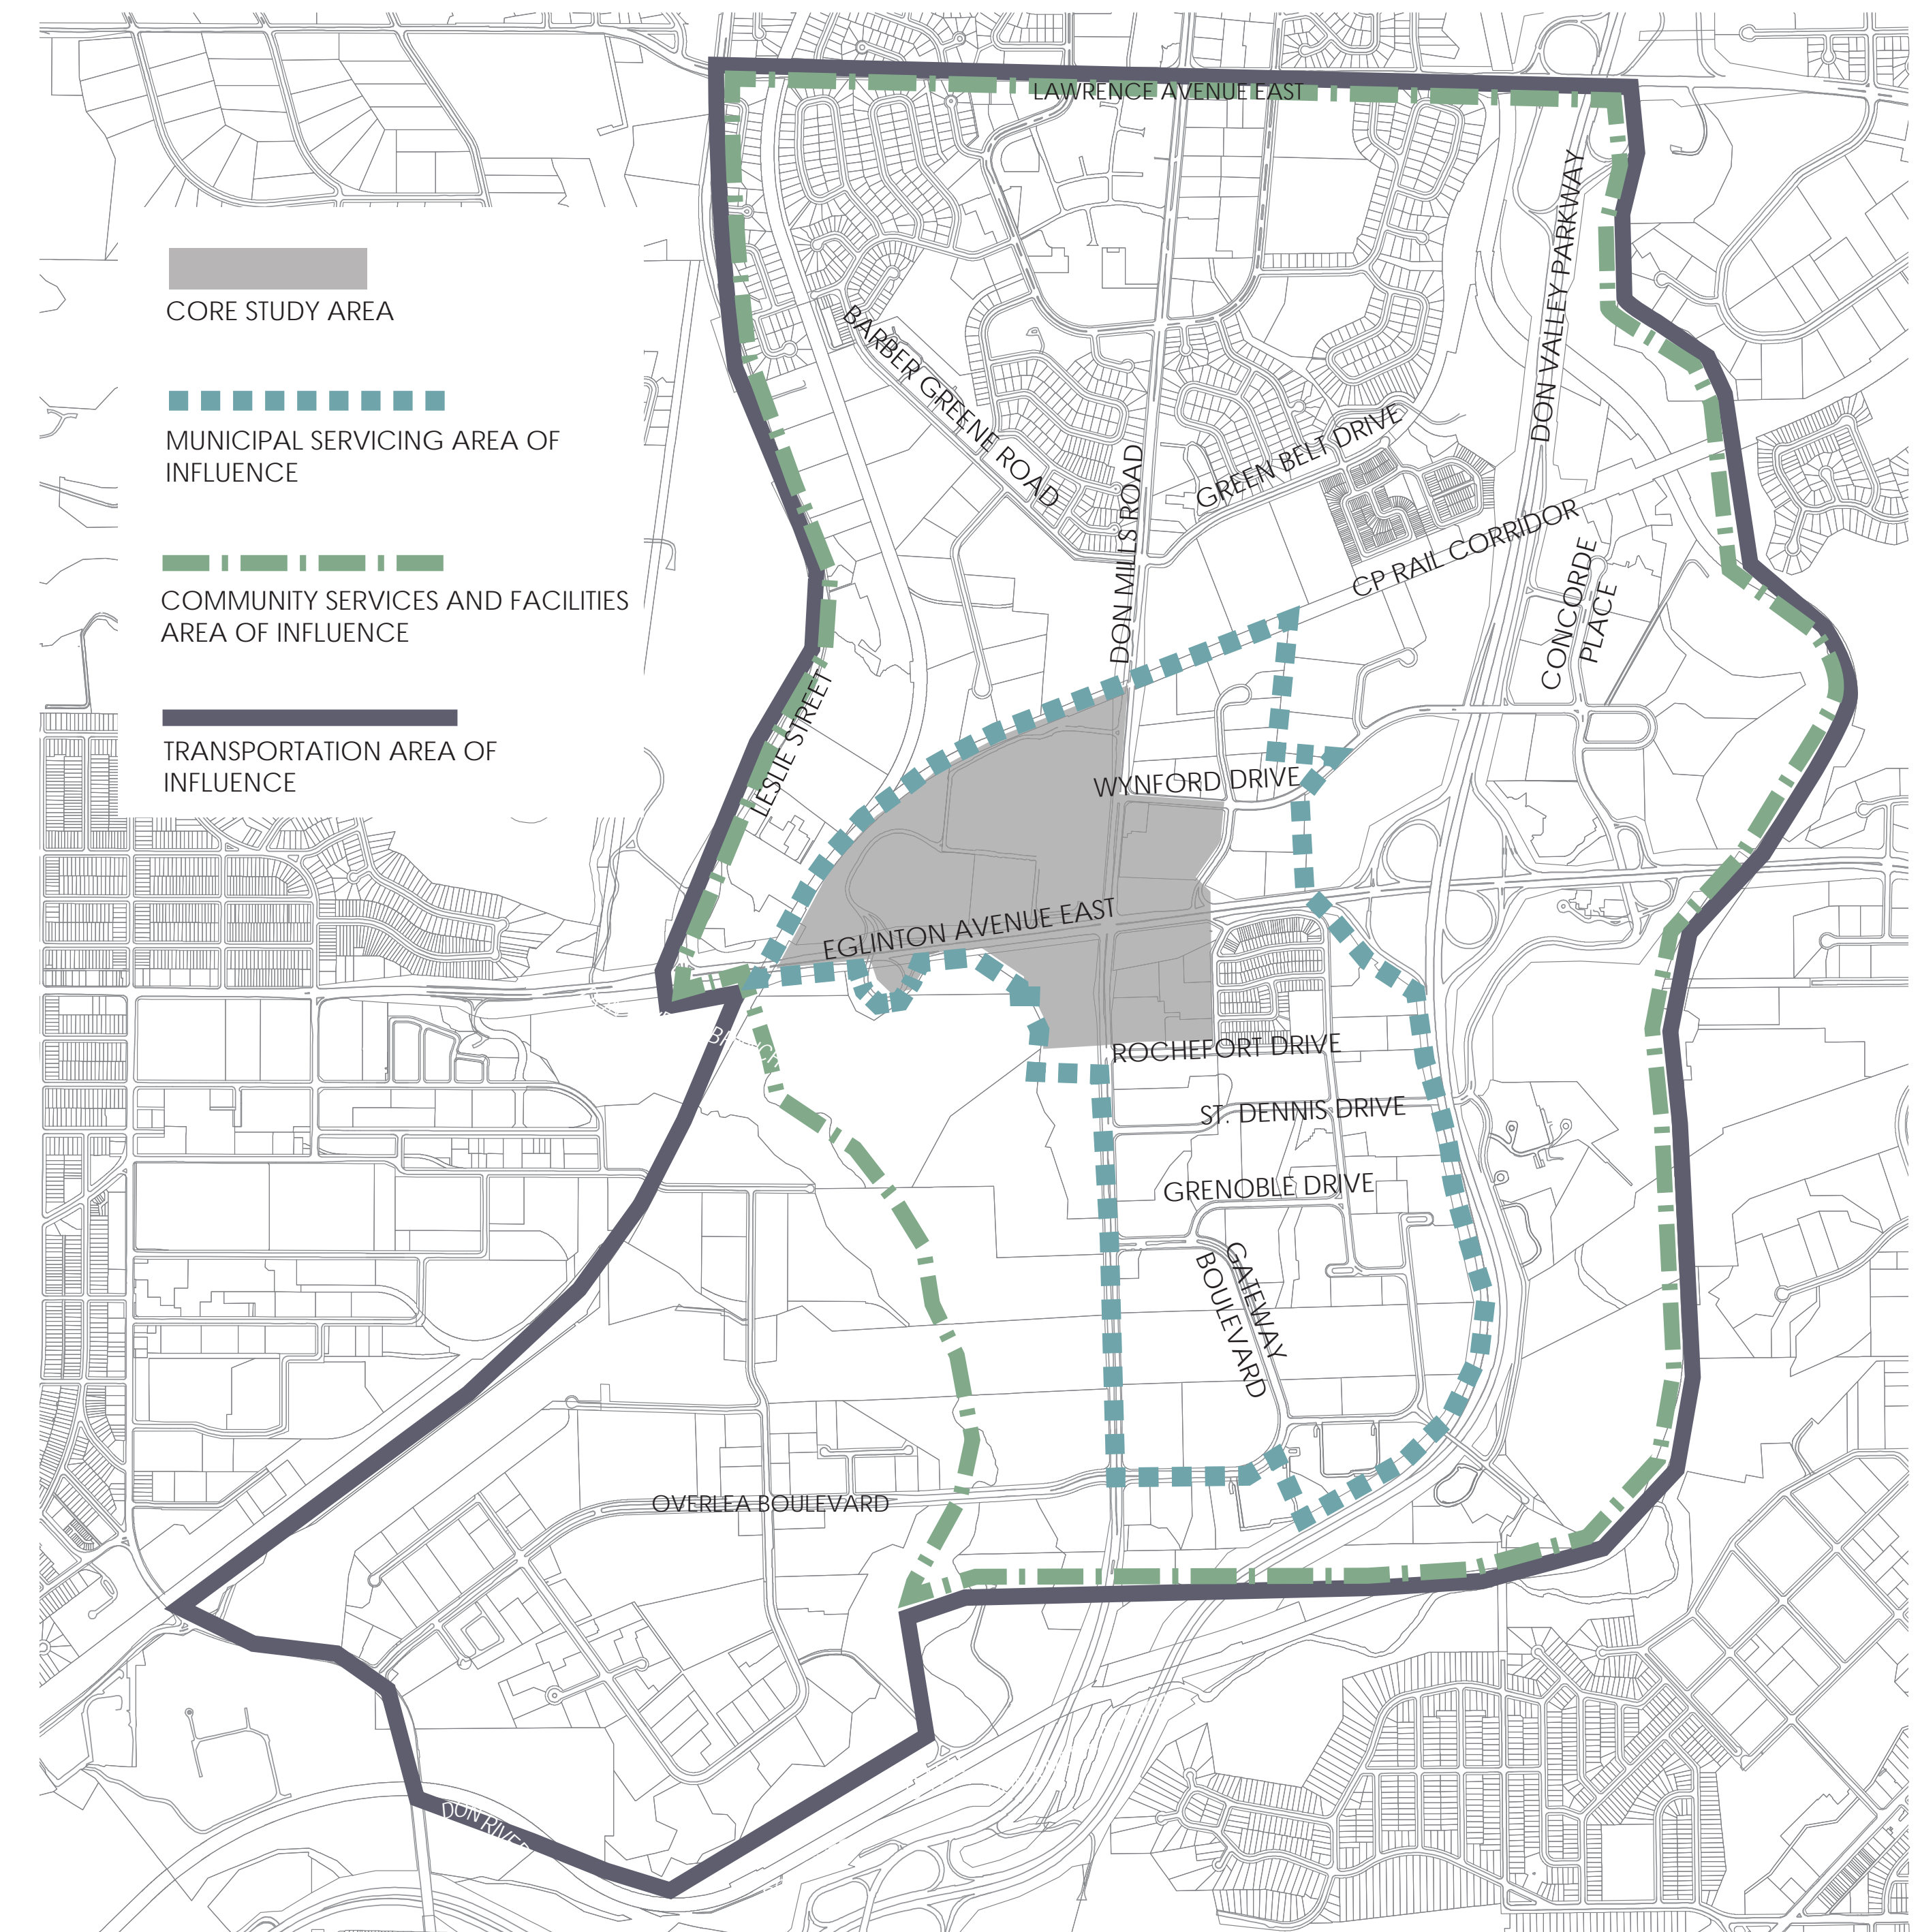 LAWRENCE AVENUE EAST
DON VALLEY PARKWAY
CORE STUDY AREA
BARBER GREENE ROAD
MUNICIPAL SERVICING AREA OF
INFLUENCE
GREEN BELT DRIVE
DON MILLS ROAD
CP RAIL CORRIDOR
CONCORDE
PLACE
COMMUNITY SERVICES AND FACILITIES
AREA OF INFLUENCE
LESLIE STREET
TRANSPORTATION AREA OF
INFLUENCE
WYNFORD DRIVE
EGLINTON AVENUE EAST
BRANCH
ROCHEFORT DRIVE
ST. DENNIS DRIVE
GRENOBLE DRIVE
GATEWAY
BOULEVARD
OVERLEA BOULEVARD
DON RIVER